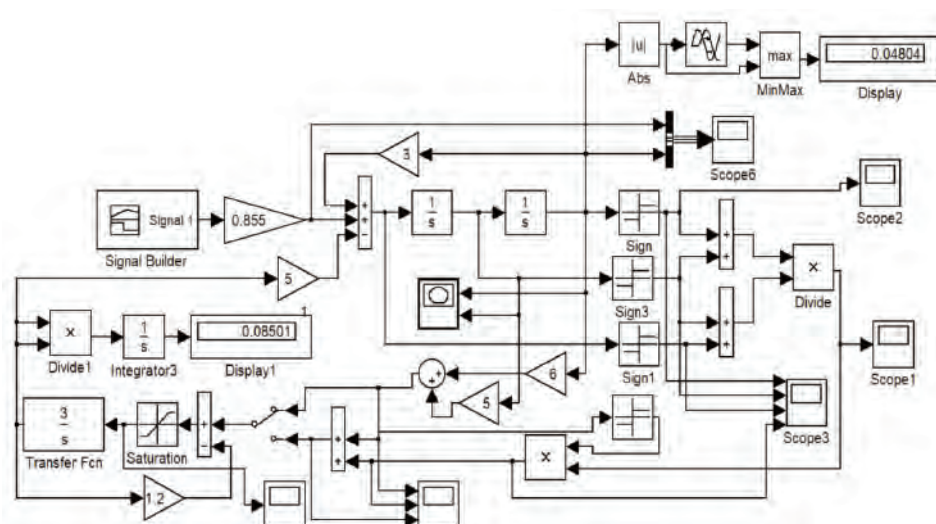 |u|
Abs
max
MinMax
0.04804
Display
3
Scope6
Signal 1
Signal Builder
0.855
+
+
-
1
s
1
s
Sign
Scope2
+
+
×
Divide
5
Sign3
+
+
Sign1
Scope1
×
Divide1
1
s
Integrator3
0.08501
1
Display1
+
+
6
5
Scope3
3
s
Transfer Fcn
Saturation
+
-
+
+
×
1.2